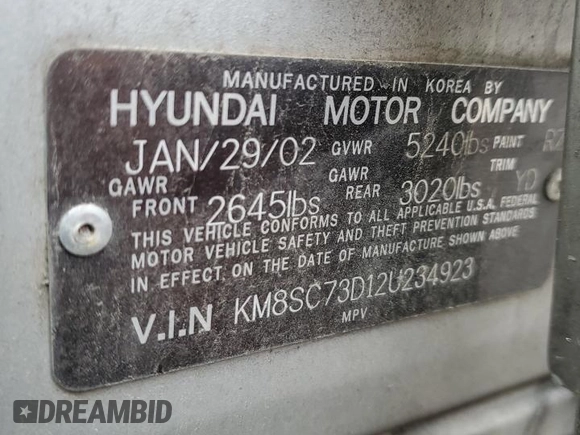 MANUFACTURED IN KOREA BY
HYUNDAI MOTOR COMPANY
JAN/29/02 GVWR 5240lbs PAINT
GAWR FRONT 2645lbs GAWR REAR 3020lbs TRIM YD
THIS VEHICLE CONFORMS TO ALL APPLICABLE U.S.A. FEDERAL
MOTOR VEHICLE SAFETY AND THEFT PREVENTION STANDARDS
IN EFFECT ON THE DATE OF MANUFACTURE SHOWN ABOVE
V.I.N KM8SC73D12U234923
MPV
DREAMBID